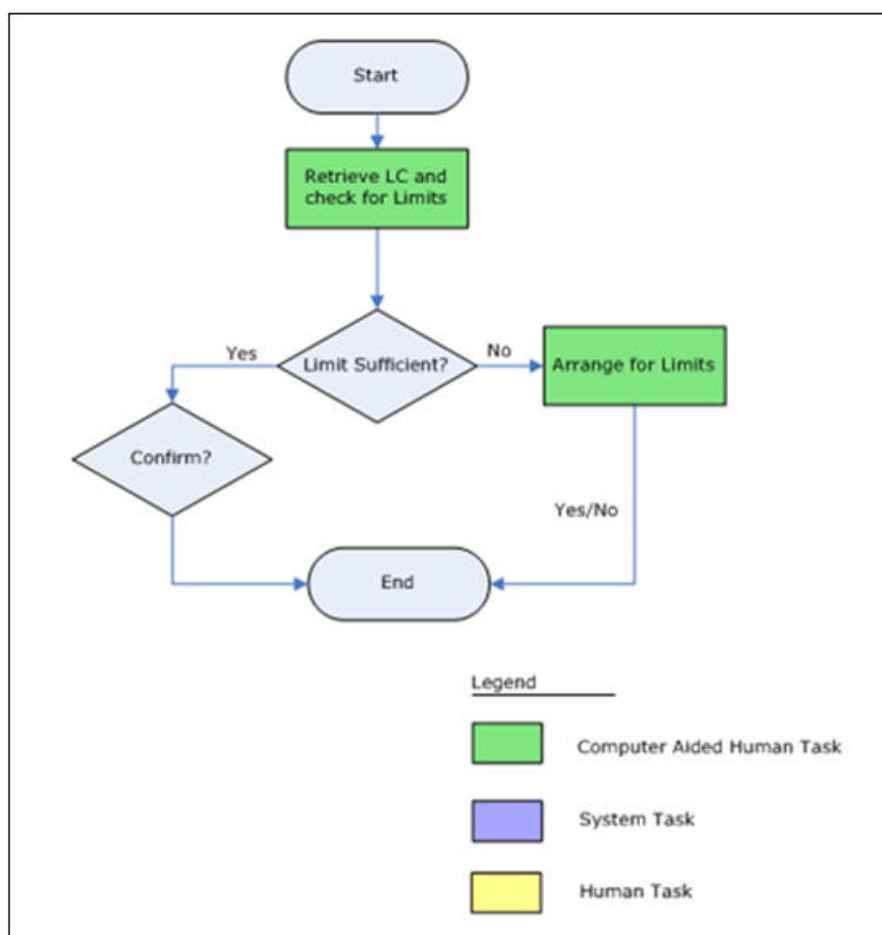 Start
Retrieve LC and
check for Limits
Yes
Limit Sufficient?
No
Arrange for Limits
Confirm?
Yes/No
End
Legend
Computer Aided Human Task
System Task
Human Task